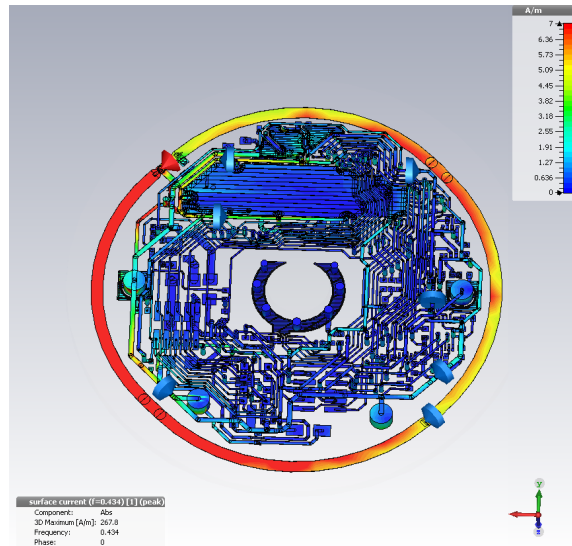 A/m
7
6.36
5.73
5.09
4.45
3.82
3.18
2.55
1.91
1.27
0.636
0
surface current (f=0.434) [1] (peak)
Component: Abs
3D Maximum [A/m]: 267.8
Frequency: 0.434
Phase: 0
y
x
z